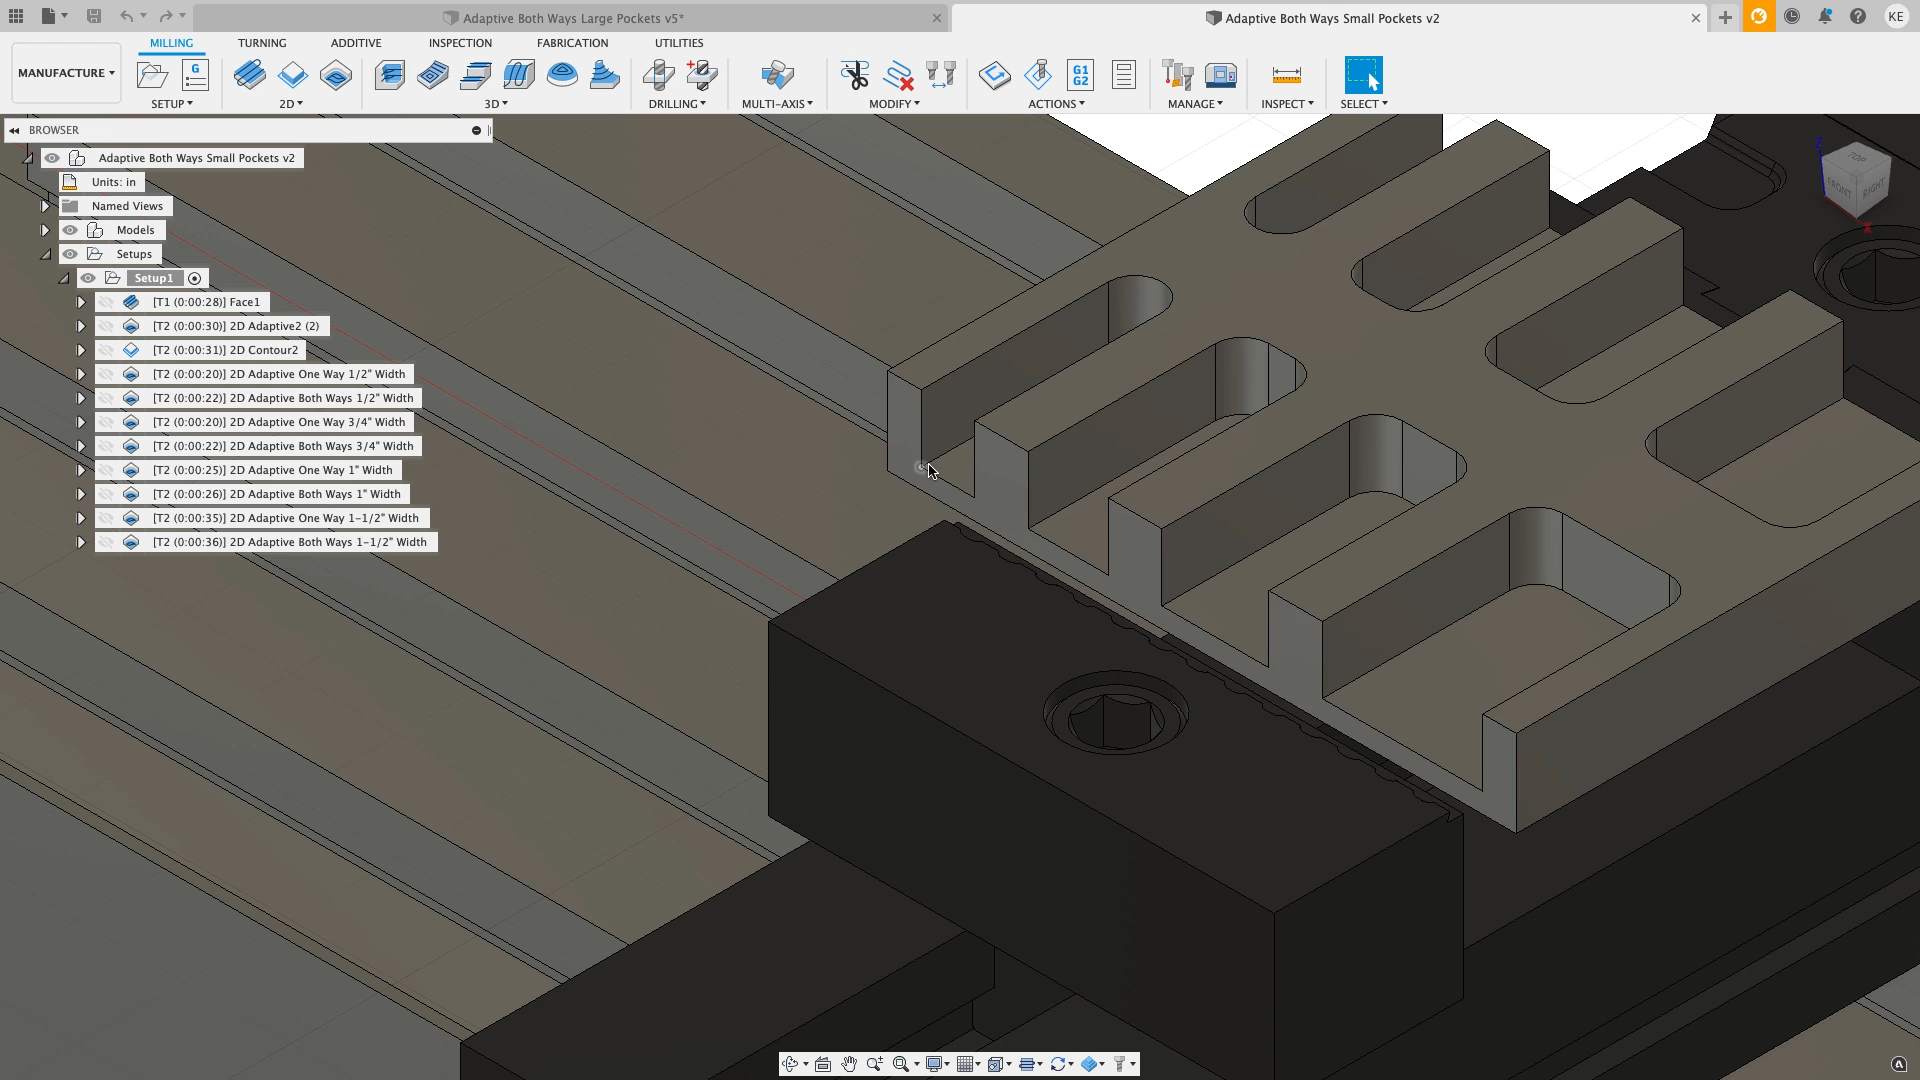 Adaptive Both Ways Large Pockets v5*
Adaptive Both Ways Small Pockets v2
KE
MILLING TURNING ADDITIVE INSPECTION FABRICATION UTILITIES
MANUFACTURE
G
G1
G2
SETUP 2D 3D DRILLING MULTI-AXIS MODIFY ACTIONS MANAGE INSPECT SELECT
BROWSER
Adaptive Both Ways Small Pockets v2
Units: in
Named Views
Models
Setups
Setup1
[T1 (0:00:28)] Face1
[T2 (0:00:30)] 2D Adaptive2 (2)
[T2 (0:00:31)] 2D Contour2
[T2 (0:00:20)] 2D Adaptive One Way 1/2" Width
[T2 (0:00:22)] 2D Adaptive Both Ways 1/2" Width
[T2 (0:00:20)] 2D Adaptive One Way 3/4" Width
[T2 (0:00:22)] 2D Adaptive Both Ways 3/4" Width
[T2 (0:00:25)] 2D Adaptive One Way 1" Width
[T2 (0:00:26)] 2D Adaptive Both Ways 1" Width
[T2 (0:00:35)] 2D Adaptive One Way 1-1/2" Width
[T2 (0:00:36)] 2D Adaptive Both Ways 1-1/2" Width
Z
TOP
FRONT
RIGHT
X